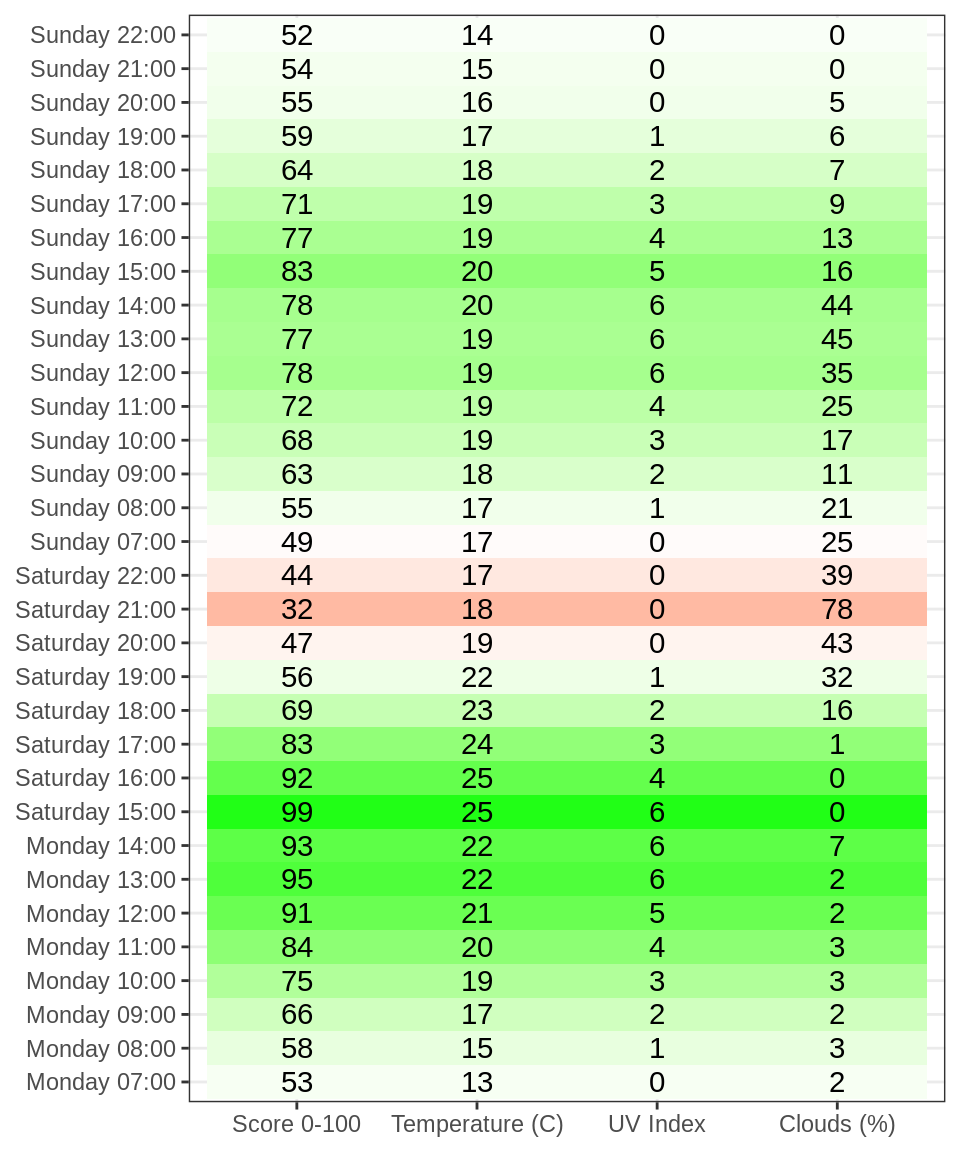 Sunday 22:00 52 14 0 0
Sunday 21:00 54 15 0 0
Sunday 20:00 55 16 0 5
Sunday 19:00 59 17 1 6
Sunday 18:00 64 18 2 7
Sunday 17:00 71 19 3 9
Sunday 16:00 77 19 4 13
Sunday 15:00 83 20 5 16
Sunday 14:00 78 20 6 44
Sunday 13:00 77 19 6 45
Sunday 12:00 78 19 6 35
Sunday 11:00 72 19 4 25
Sunday 10:00 68 19 3 17
Sunday 09:00 63 18 2 11
Sunday 08:00 55 17 1 21
Sunday 07:00 49 17 0 25
Saturday 22:00 44 17 0 39
Saturday 21:00 32 18 0 78
Saturday 20:00 47 19 0 43
Saturday 19:00 56 22 1 32
Saturday 18:00 69 23 2 16
Saturday 17:00 83 24 3 1
Saturday 16:00 92 25 4 0
Saturday 15:00 99 25 6 0
Monday 14:00 93 22 6 7
Monday 13:00 95 22 6 2
Monday 12:00 91 21 5 2
Monday 11:00 84 20 4 3
Monday 10:00 75 19 3 3
Monday 09:00 66 17 2 2
Monday 08:00 58 15 1 3
Monday 07:00 53 13 0 2
Score 0-100 Temperature (C) UV Index Clouds (%)